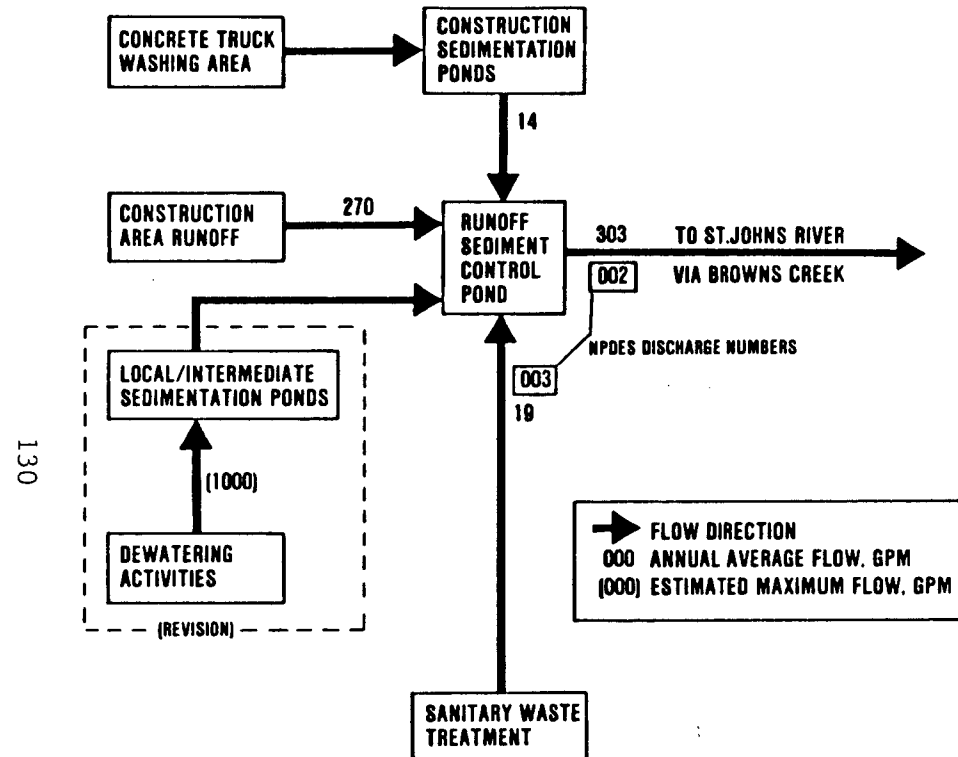 CONCRETE TRUCK
WASHING AREA
CONSTRUCTION
SEDIMENTATION
PONDS
14
CONSTRUCTION
AREA RUNOFF
270
RUNOFF
SEDIMENT
CONTROL
POND
303 TO ST.JOHNS RIVER
002 VIA BROWNS CREEK
NPDES DISCHARGE NUMBERS
003
19
LOCAL/INTERMEDIATE
SEDIMENTATION PONDS
(1000)
DEWATERING
ACTIVITIES
(REVISION)
130
FLOW DIRECTION
000 ANNUAL AVERAGE FLOW, GPM
(000) ESTIMATED MAXIMUM FLOW, GPM
SANITARY WASTE
TREATMENT